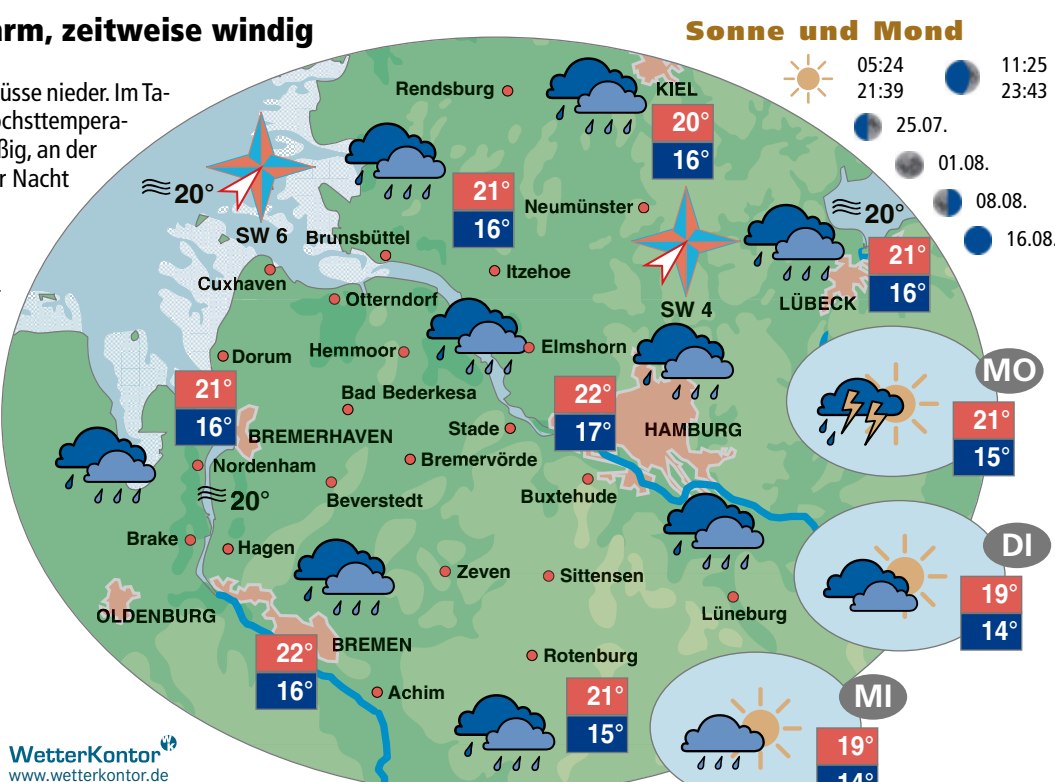 arm, zeitweise windig
üsse nieder. Im Ta-
öchsttempera-
ßig, an der
r Nacht
Sonne und Mond
05:24
21:39
11:25
23:43
25.07.
01.08.
08.08.
16.08.
Rendsburg
KIEL
20°
16°
20°
21°
16°
Neumünster
20°
SW 6
Brunsbüttel
Itzehoe
21°
16°
Cuxhaven
Otterndorf
SW 4
LÜBECK
Dorum
Hemmoor
Elmshorn
MO
21°
15°
21°
16°
Bad Bederkesa
22°
17°
BREMERHAVEN
Stade
HAMBURG
Nordenham
Bremervörde
20°
Beverstedt
Buxtehude
Brake
Hagen
DI
19°
14°
Zeven
Sittensen
OLDENBURG
Lüneburg
22°
16°
BREMEN
Rotenburg
Achim
21°
15°
MI
19°
14°
WetterKontor
www.wetterkontor.de